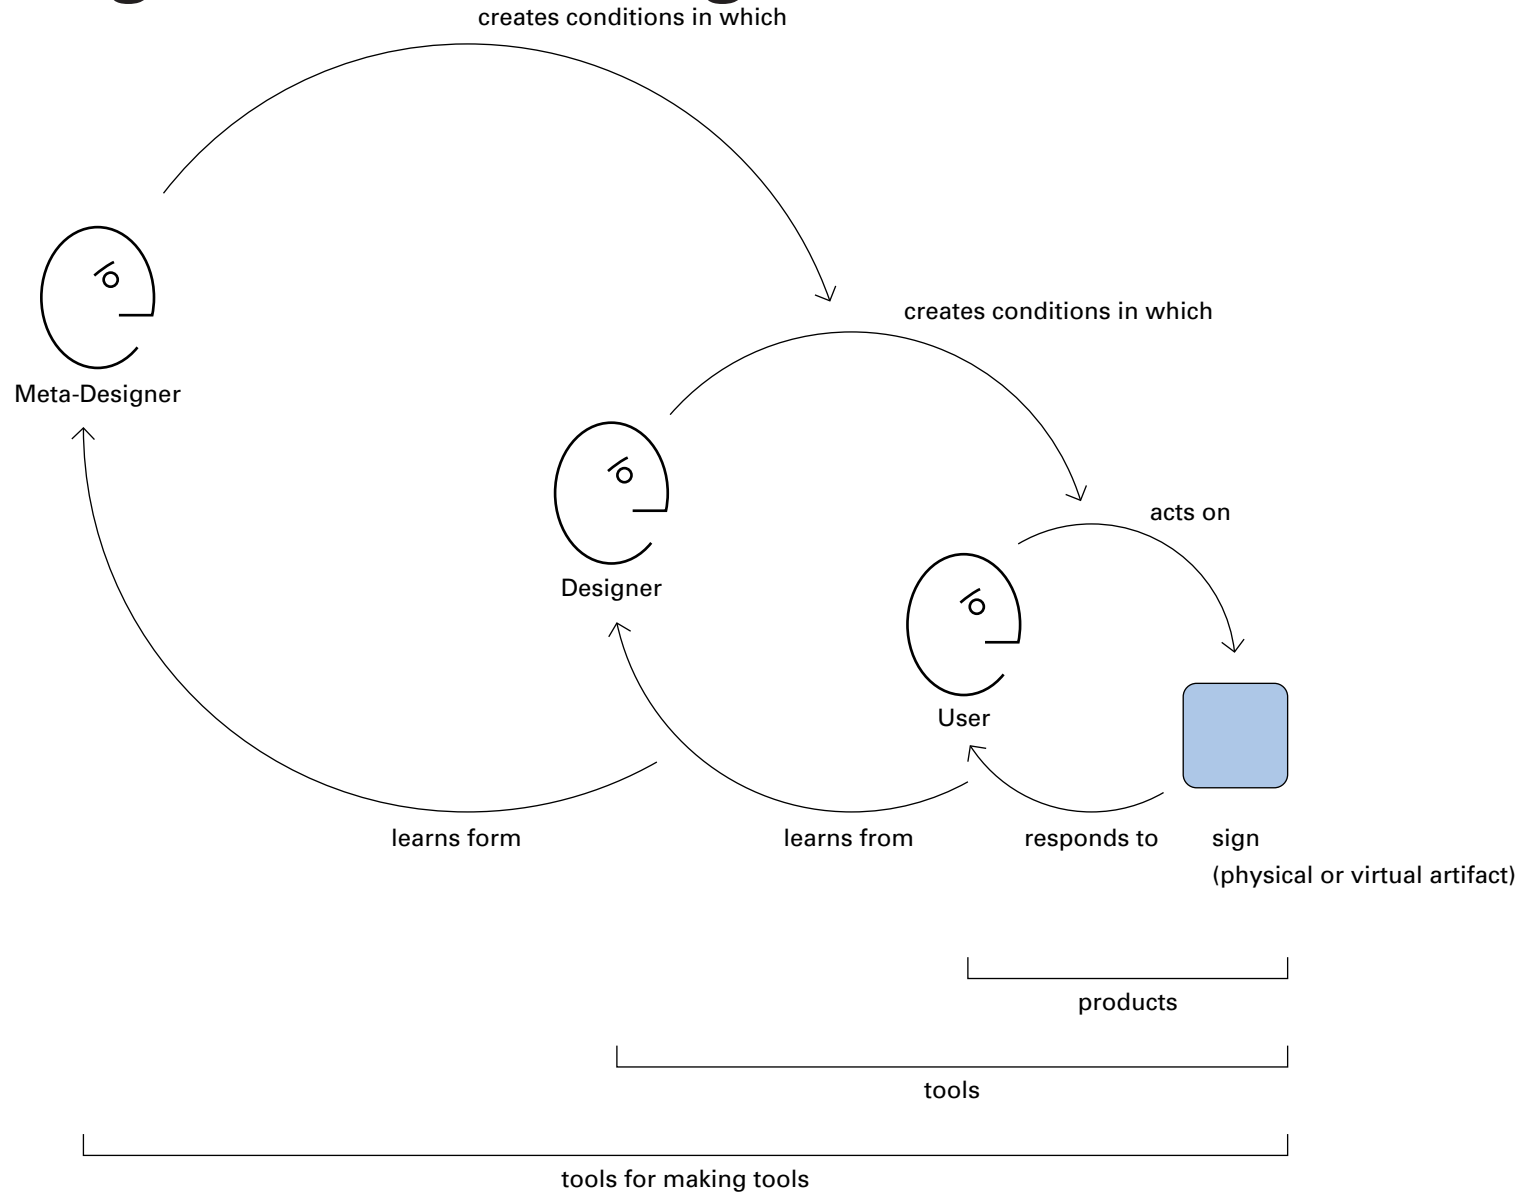 creates conditions in which
creates conditions in which
Meta-Designer
acts on
Designer
User
learns form
learns from
responds to
sign
(physical or virtual artifact)
products
tools
tools for making tools